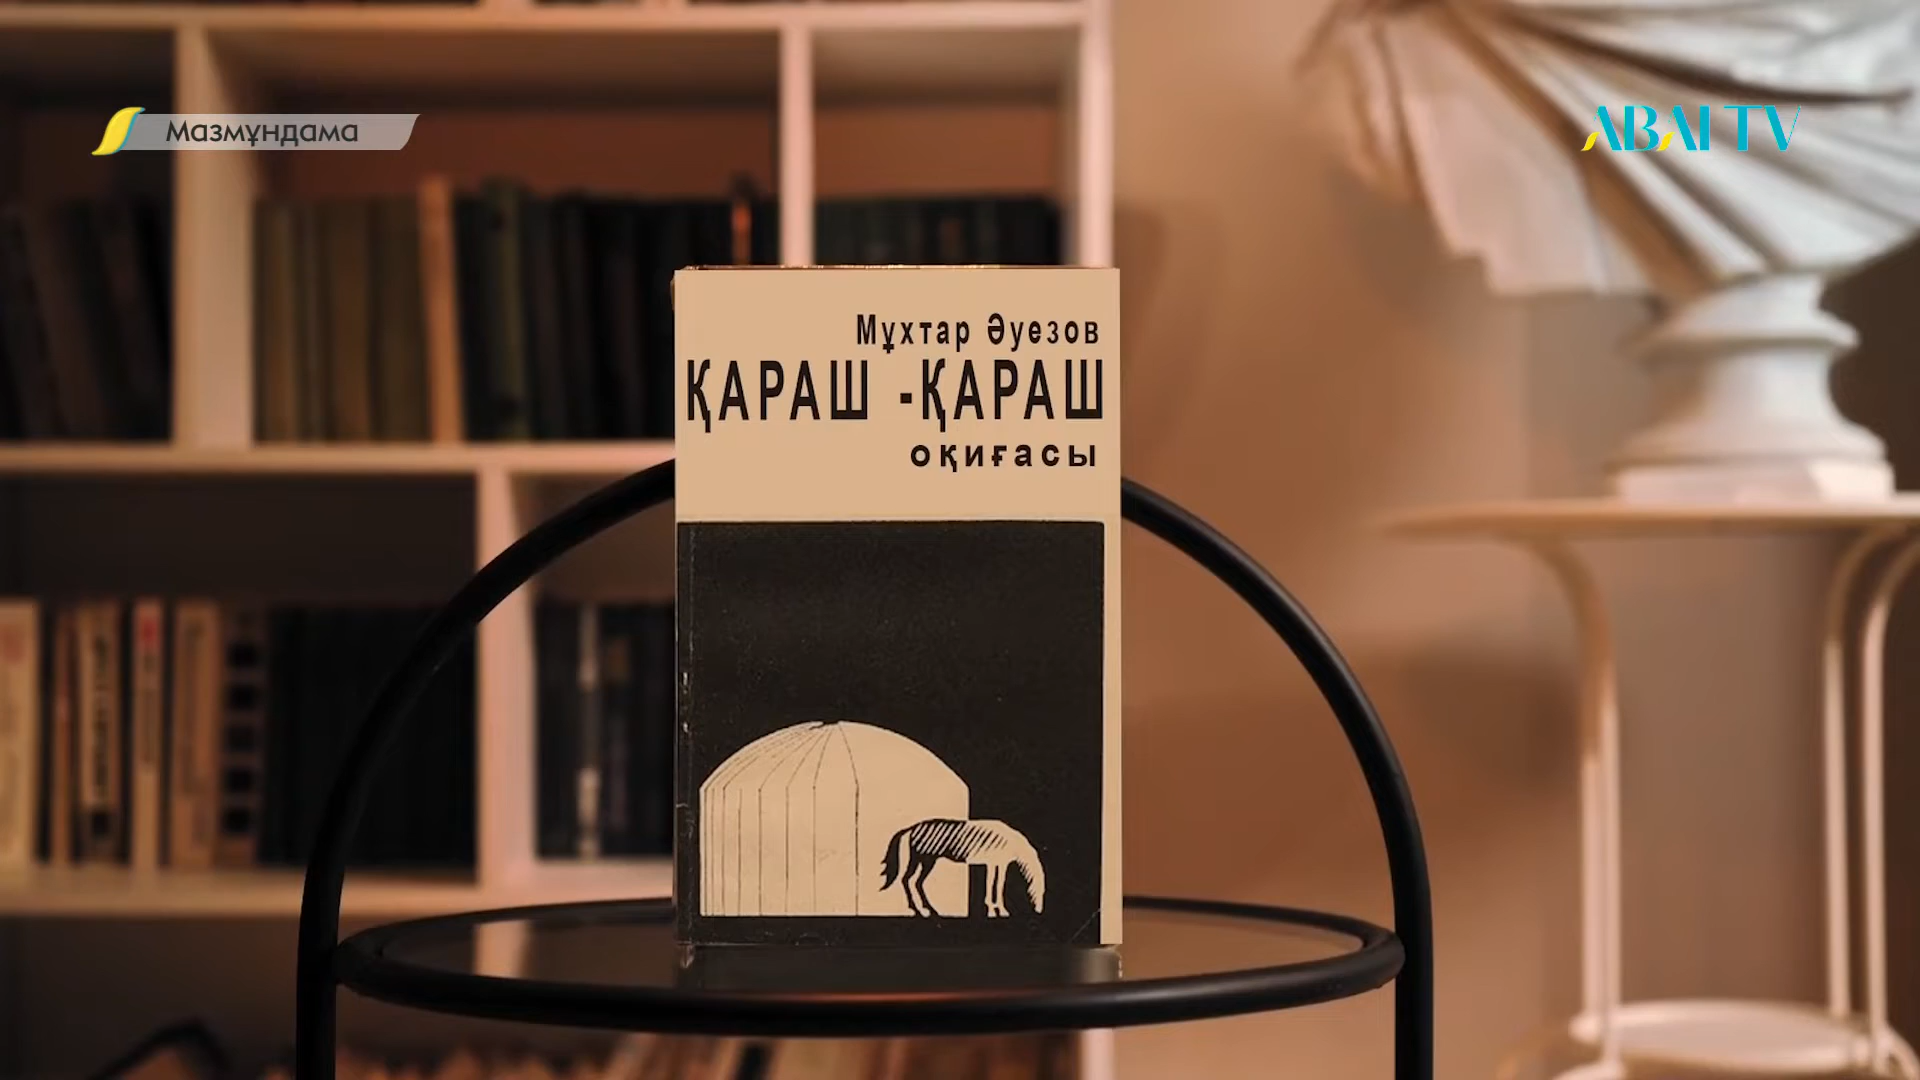 Мазмұндама
ABAI TV
Мұхтар Әуезов
ҚАРАШ -ҚАРАШ
оқиғасы